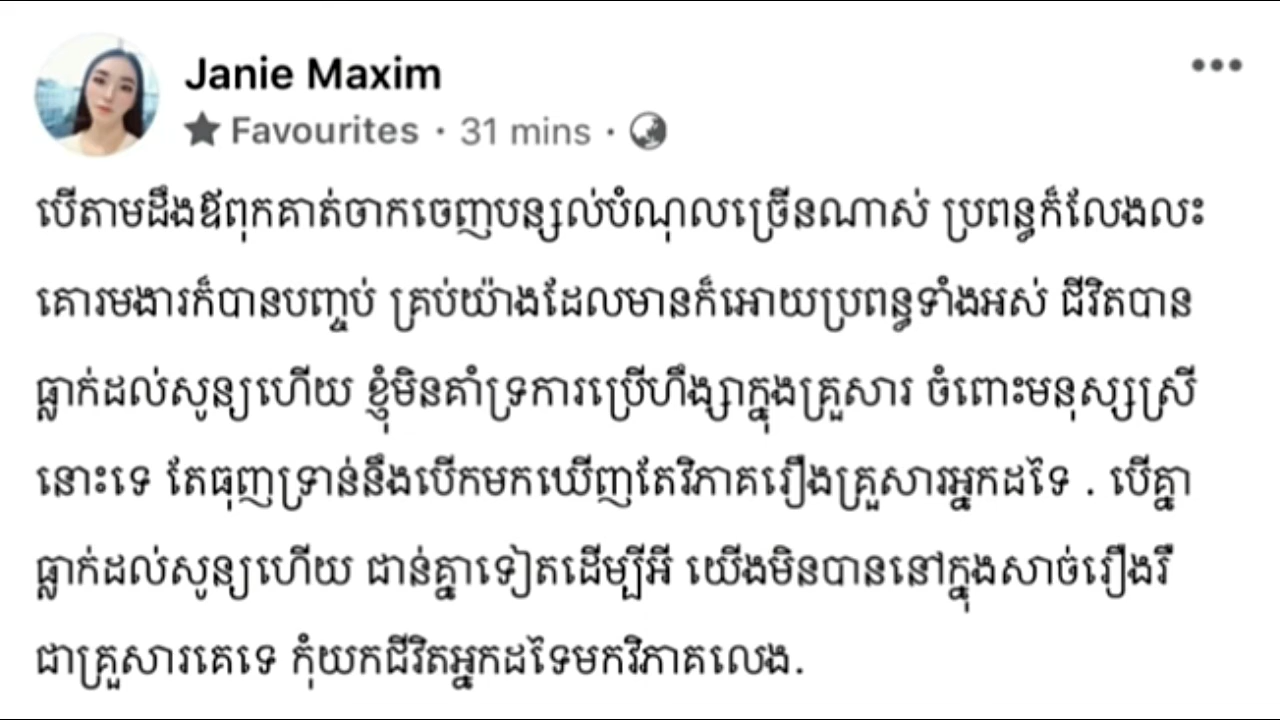 Janie Maxim
Favourites · 31 mins ·
បើតាមដឹងឪពុកគាត់ចាកចេញបន្សល់បំណុលច្រើនណាស់ ប្រពន្ធក៏លែងលះ
គោរមងារក៏បានបញ្ចប់ គ្រប់យ៉ាងដែលមានក៏អោយប្រពន្ធទាំងអស់ ជីវិតបាន
ធ្លាក់ដល់សូន្យហើយ ខ្ញុំមិនគាំទ្រការប្រើហឹង្សាក្នុងគ្រួសារ ចំពោះមនុស្សស្រី
នោះទេ តែធុញទ្រាន់នឹងបើកមកឃើញតែវិភាគរឿងគ្រួសារអ្នកដទៃ . បើគ្នា
ធ្លាក់ដល់សូន្យហើយ ជាន់គ្នាទៀតដើម្បីអី យើងមិនបាននៅក្នុងសាច់រឿងរឺ
ជាគ្រួសារគេទេ កុំយកជីវិតអ្នកដទៃមកវិភាគលេង.